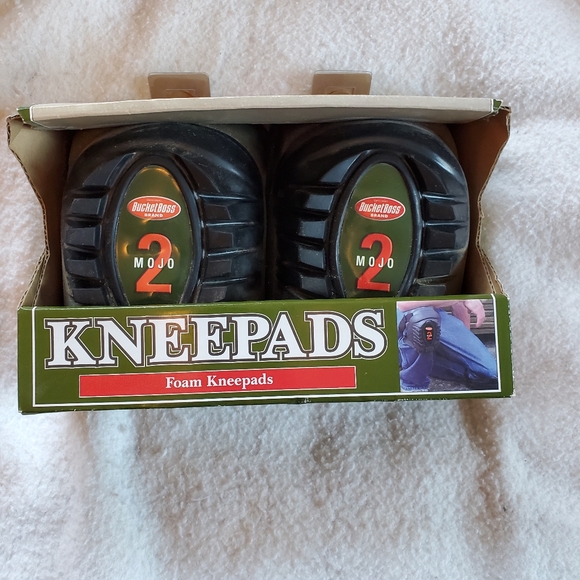 BucketBoss
BRAND
2
MOJO
BucketBoss
BRAND
2
MOJO
KNEEPADS
Foam Kneepads